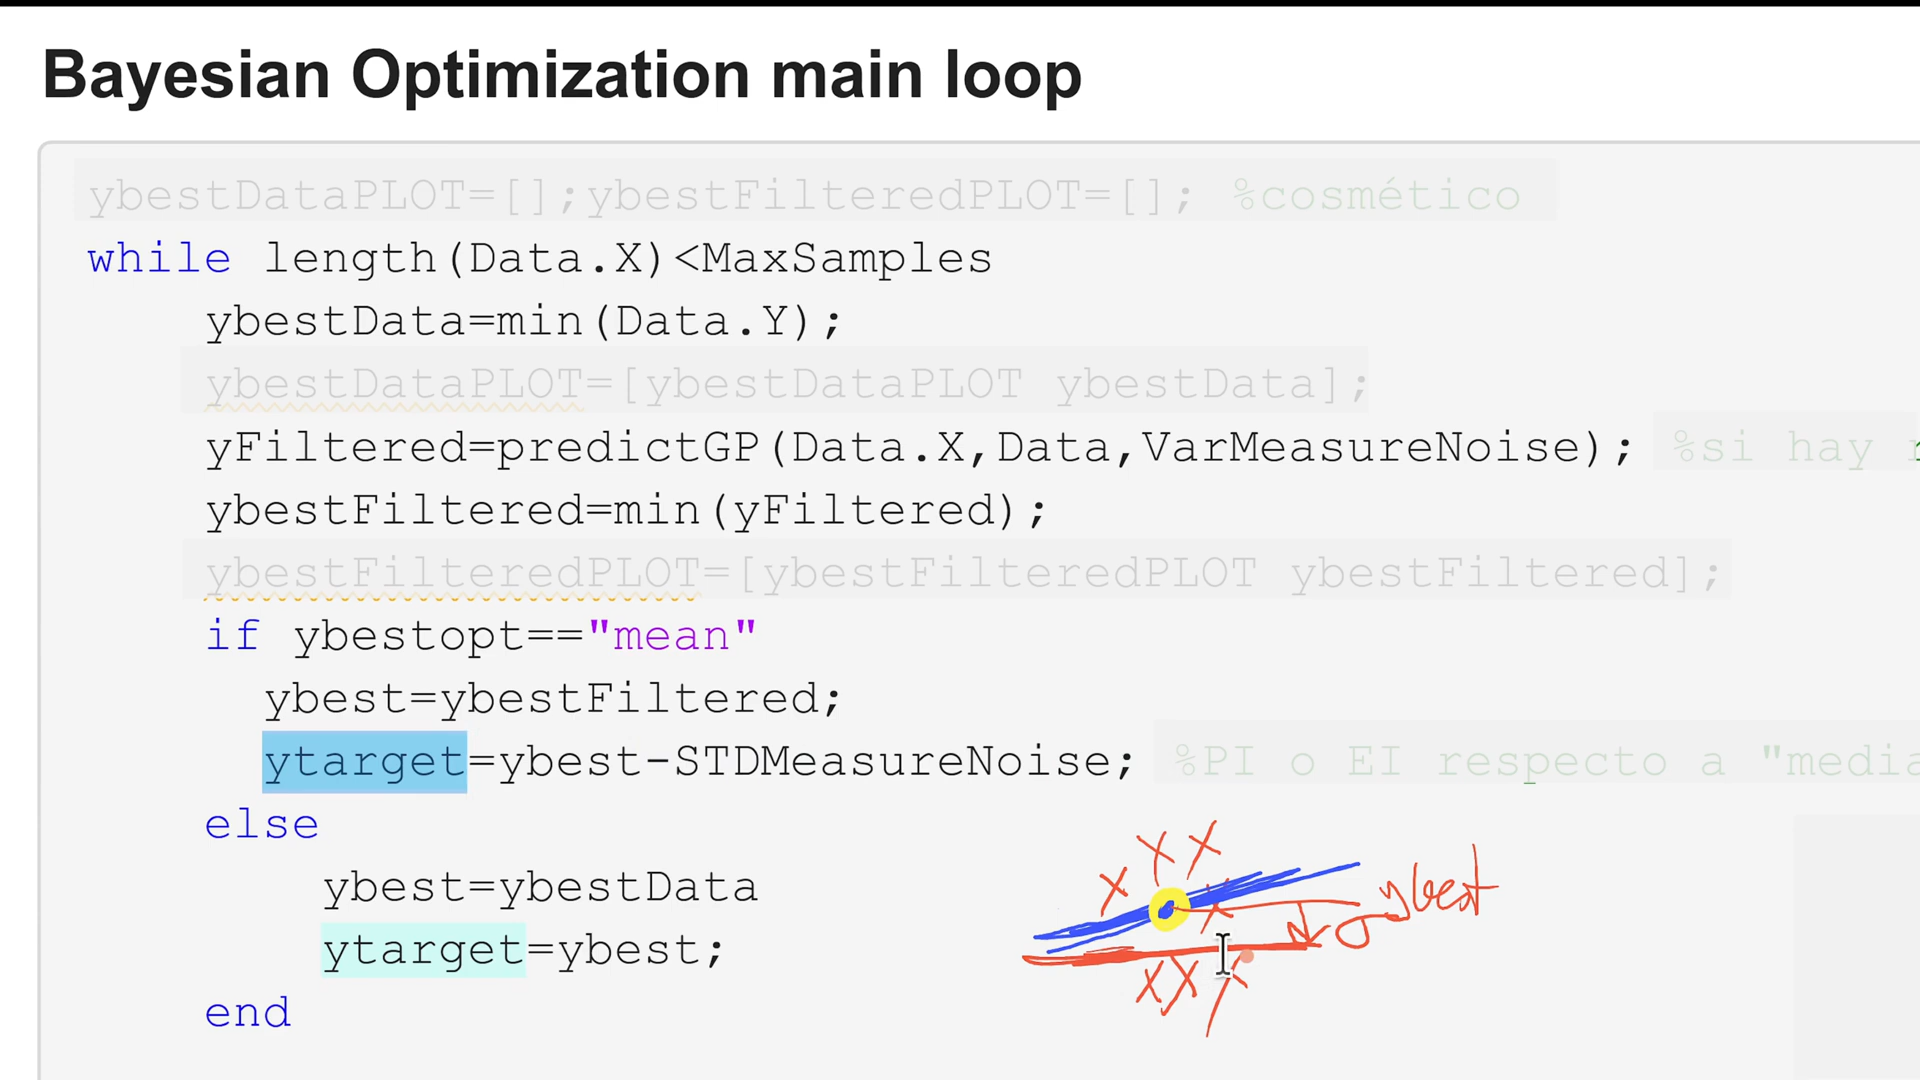 Bayesian Optimization main loop
ybestDataPLOT=[];ybestFilteredPLOT=[]; %cosmético
while length(Data.X)<MaxSamples
ybestData=min(Data.Y);
ybestDataPLOT=[ybestDataPLOT ybestData];
yFiltered=predictGP(Data.X,Data,VarMeasureNoise); %si hay
ybestFiltered=min(yFiltered);
ybestFilteredPLOT=[ybestFilteredPLOT ybestFiltered];
if ybestopt=="mean"
ybest=ybestFiltered;
ytarget=ybest-STDMeasureNoise; %PI o EI respecto a "media
else
ybest=ybestData
ytarget=ybest;
end
X X X
X X
ybest
σ
X X X